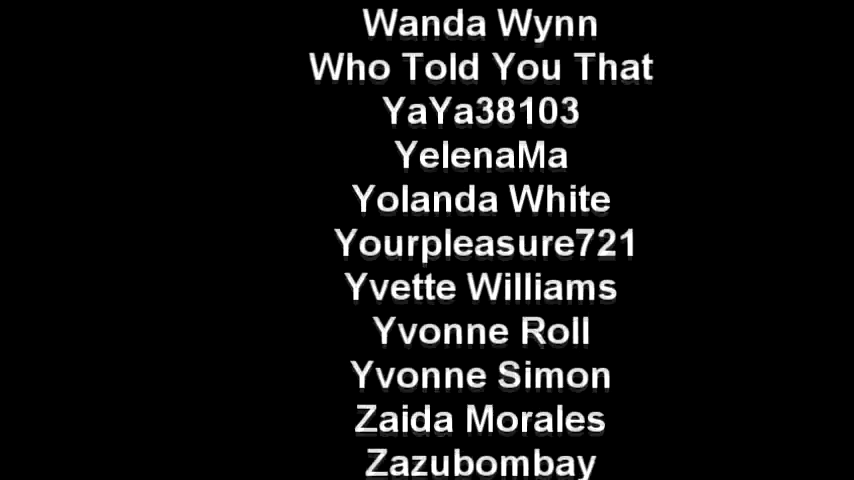 Wanda Wynn
Who Told You That
YaYa38103
YelenaMa
Yolanda White
Yourpleasure721
Yvette Williams
Yvonne Roll
Yvonne Simon
Zaida Morales
Zazubombay